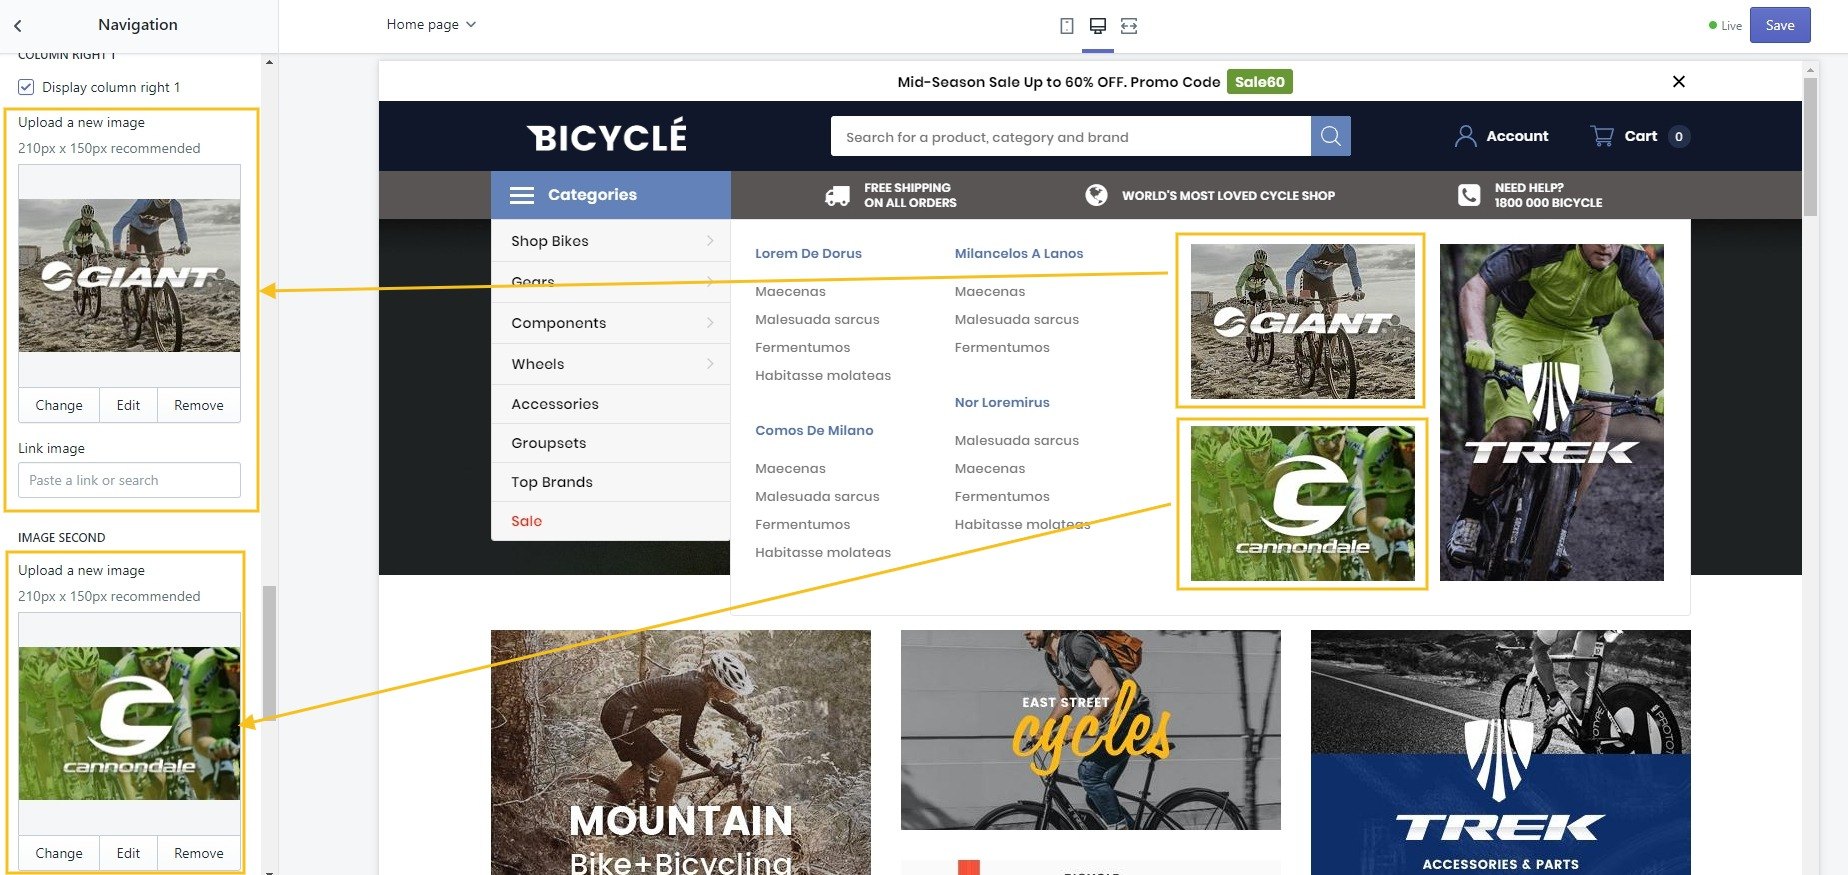 Navigation
Home page
Live
Save
COLUMN RIGHT 1
Display column right 1
Upload a new image
210px x 150px recommended
GIANT
Change
Edit
Remove
Link image
Paste a link or search
IMAGE SECOND
Upload a new image
210px x 150px recommended
cannondale
Change
Edit
Remove
Mid-Season Sale Up to 60% OFF. Promo Code Sale60
BICYCLÉ
Search for a product, category and brand
Account
Cart 0
Categories
FREE SHIPPING
ON ALL ORDERS
WORLD'S MOST LOVED CYCLE SHOP
NEED HELP?
1800 000 BICYCLE
Shop Bikes
Gears
Components
Wheels
Accessories
Groupsets
Top Brands
Sale
Lorem De Dorus
Maecenas
Malesuada sarcus
Fermentumos
Habitasse molateas
Comos De Milano
Maecenas
Malesuada sarcus
Fermentumos
Habitasse molateas
Milancelos A Lanos
Maecenas
Malesuada sarcus
Fermentumos
Nor Loremirus
Malesuada sarcus
Maecenas
Fermentumos
Habitasse molateas
GIANT
cannondale
TREK
MOUNTAIN
Bike+Bicycling
EAST STREET
cycles
BICYCLE
TREK
ACCESSORIES & PARTS